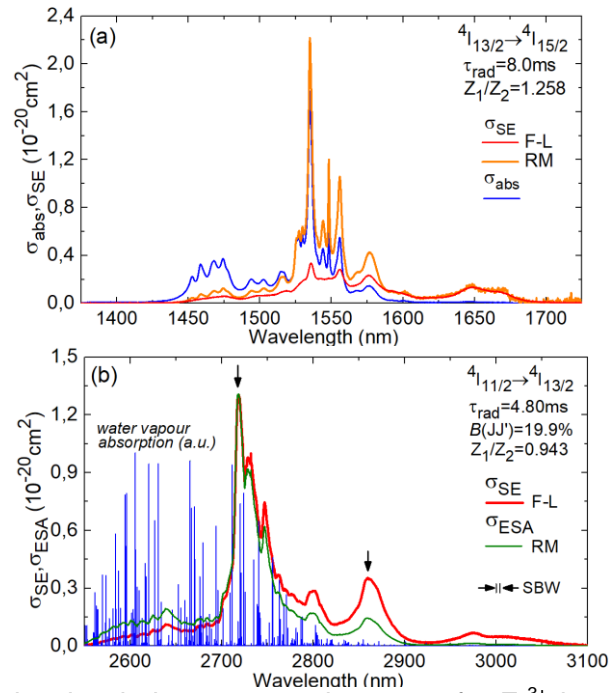 (a)
⁴I₁₃/₂→⁴I₁₅/₂
τrad=8.0ms
Z₁/Z₂=1.258
σSE
F-L
RM
σabs
σabs,σSE (10⁻²⁰cm²)
2,4
2,0
1,6
1,2
0,8
0,4
0,0
1400 1450 1500 1550 1600 1650 1700
Wavelength (nm)
(b)
⁴I₁₁/₂→⁴I₁₃/₂
τrad=4.80ms
B(JJ')=19.9%
Z₁/Z₂=0.943
water vapour
absorption (a.u.)
σSE
F-L
σESA
RM
SBW
σSE,σESA (10⁻²⁰cm²)
1,5
1,2
0,9
0,6
0,3
0,0
2600 2700 2800 2900 3000 3100
Wavelength (nm)